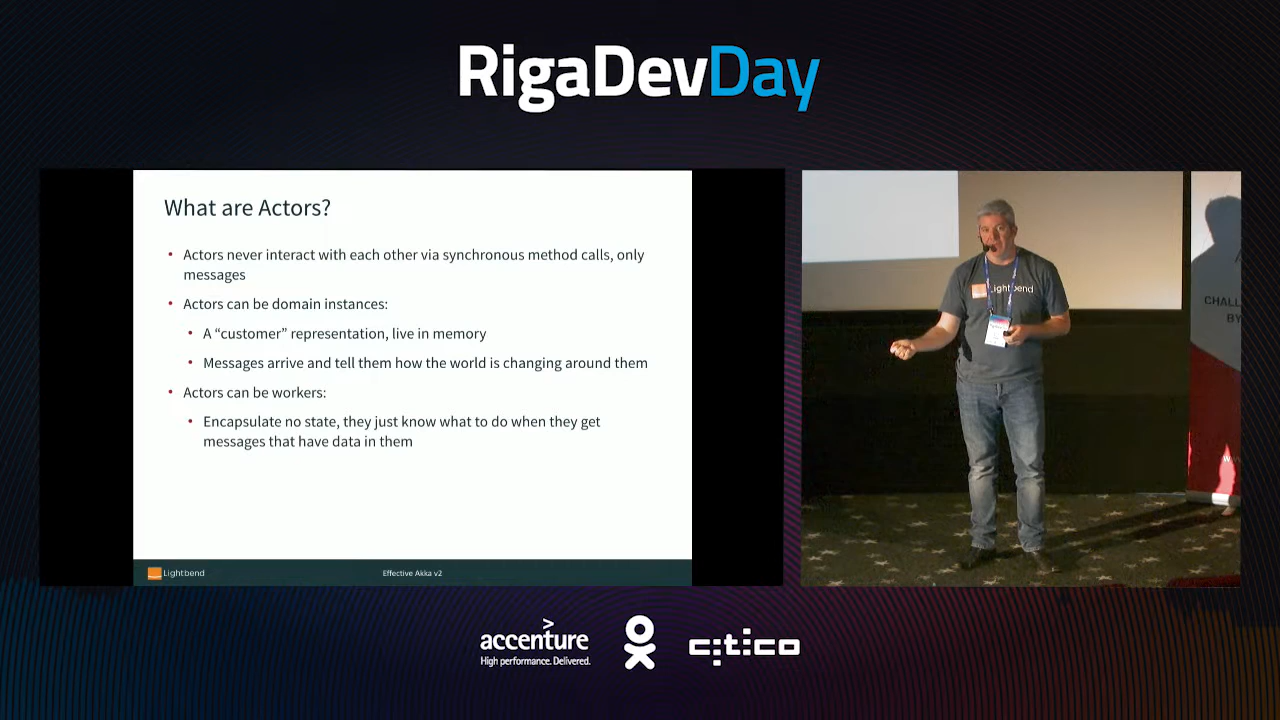 RigaDevDay
What are Actors?
• Actors never interact with each other via synchronous method calls, only
messages
• Actors can be domain instances:
• A “customer” representation, live in memory
• Messages arrive and tell them how the world is changing around them
• Actors can be workers:
• Encapsulate no state, they just know what to do when they get
messages that have data in them
Lightbend
Effective Akka v2
Lightbend
CHALL
BY
accenture
High performance. Delivered.
citico